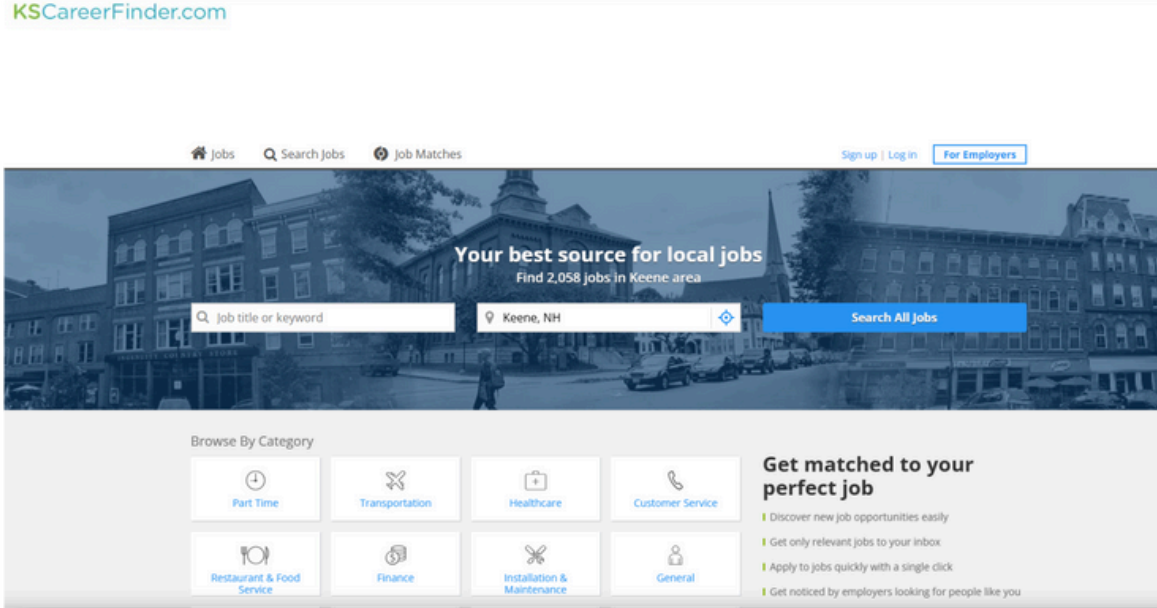 KSCareerFinder.com
Jobs
Search Jobs
Job Matches
Sign up | Log in
For Employers
Your best source for local jobs
Find 2,058 jobs in Keene area
Job title or keyword
Keene, NH
Search All Jobs
Browse By Category
Part Time
Transportation
Healthcare
Customer Service
Restaurant & Food
Service
Finance
Installation &
Maintenance
General
Get matched to your
perfect job
Discover new job opportunities easily
Get only relevant jobs to your inbox
Apply to jobs quickly with a single click
Get noticed by employers looking for people like you